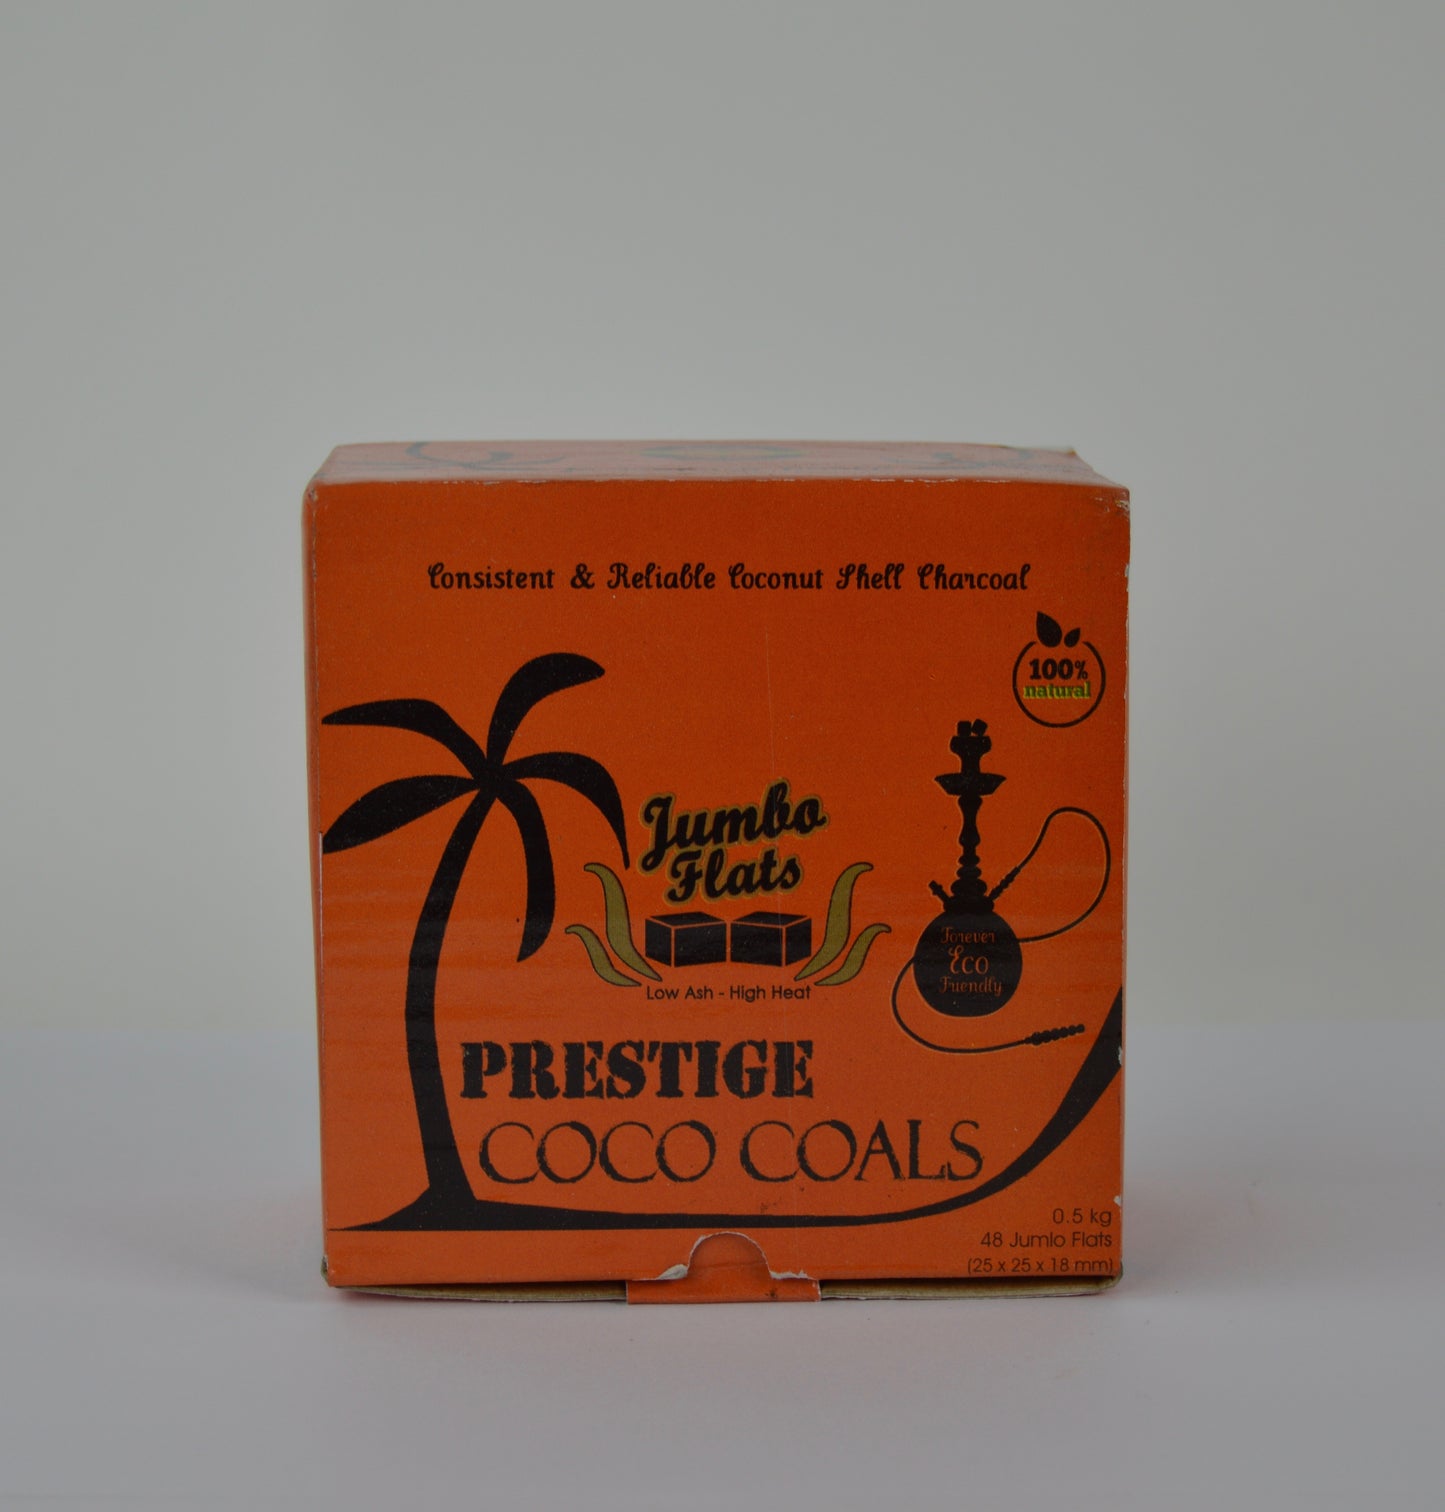 Consistent & Reliable Coconut Shell Charcoal
100%
natural
Jumbo
Flats
Low Ash - High Heat
Forever
Eco
Friendly
PRESTIGE
COCO COALS
0.5 kg
48 Jumlo Flats
(25 x 25 x 18 mm)